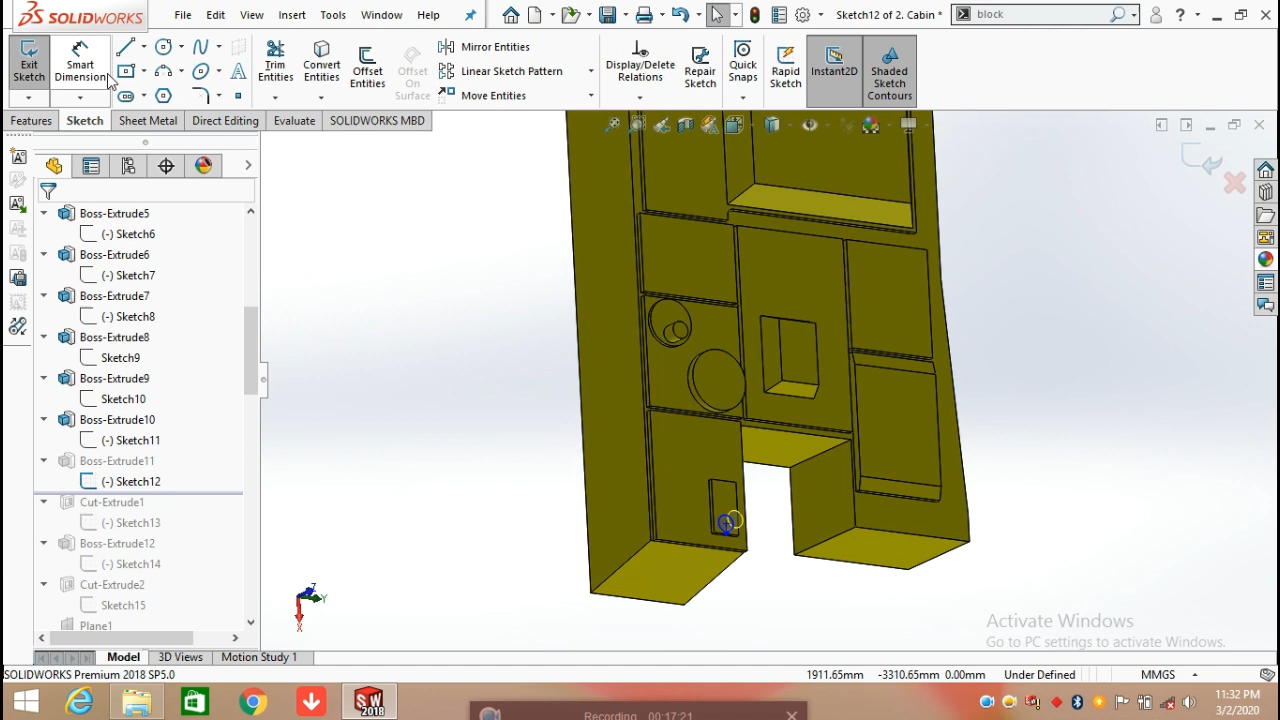 SOLIDWORKS
File Edit View Insert Tools Window Help
Sketch12 of 2. Cabin *
block
Exit Sketch
Smart Dimension
Trim Entities
Convert Entities
Offset Entities
Offset On Surface
Mirror Entities
Linear Sketch Pattern
Move Entities
Display/Delete Relations
Repair Sketch
Quick Snaps
Rapid Sketch
Instant2D
Shaded Sketch Contours
Features Sketch Sheet Metal Direct Editing Evaluate SOLIDWORKS MBD
Boss-Extrude5
(-) Sketch6
Boss-Extrude6
(-) Sketch7
Boss-Extrude7
(-) Sketch8
Boss-Extrude8
Sketch9
Boss-Extrude9
Sketch10
Boss-Extrude10
(-) Sketch11
Boss-Extrude11
(-) Sketch12
Cut-Extrude1
(-) Sketch13
Boss-Extrude12
(-) Sketch14
Cut-Extrude2
Sketch15
Plane1
Z
Y
X
Activate Windows
Go to PC settings to activate Windows.
Model 3D Views Motion Study 1
SOLIDWORKS Premium 2018 SP5.0
1911.65mm -3310.65mm 0.00mm Under Defined MMGS
SW 2018
Recording 00:17:21
11:32 PM
3/2/2020